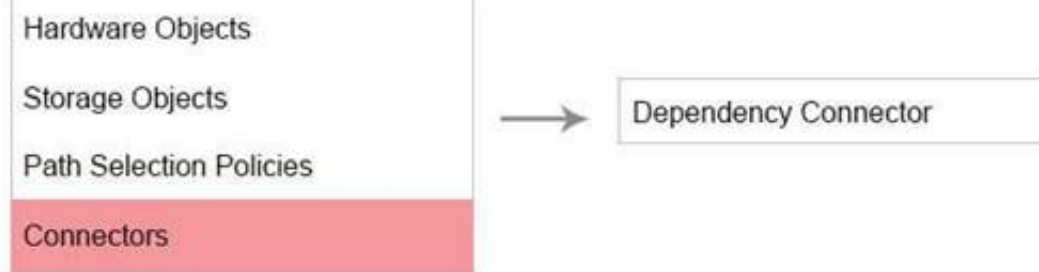 Hardware Objects
Storage Objects
Path Selection Policies
Connectors
Dependency Connector